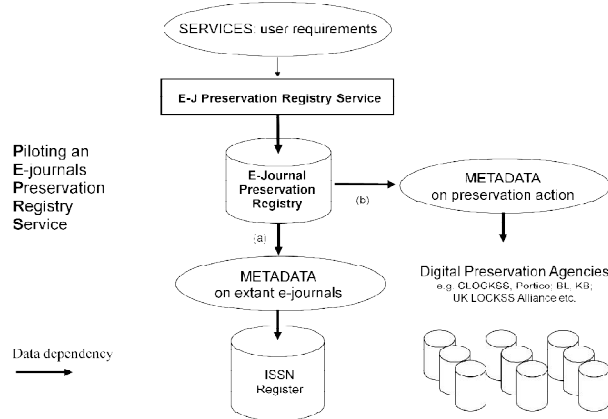 SERVICES: user requirements
E-J Preservation Registry Service
Piloting an
E-journals
Preservation
Registry
Service
E-Journal
Preservation
Registry
(b)
METADATA
on preservation action
(a)
METADATA
on extant e-journals
Digital Preservation Agencies
e.g. CLOCKSS, Portico; BL, KB;
UK LOCKSS Alliance etc.
Data dependency
ISSN
Register